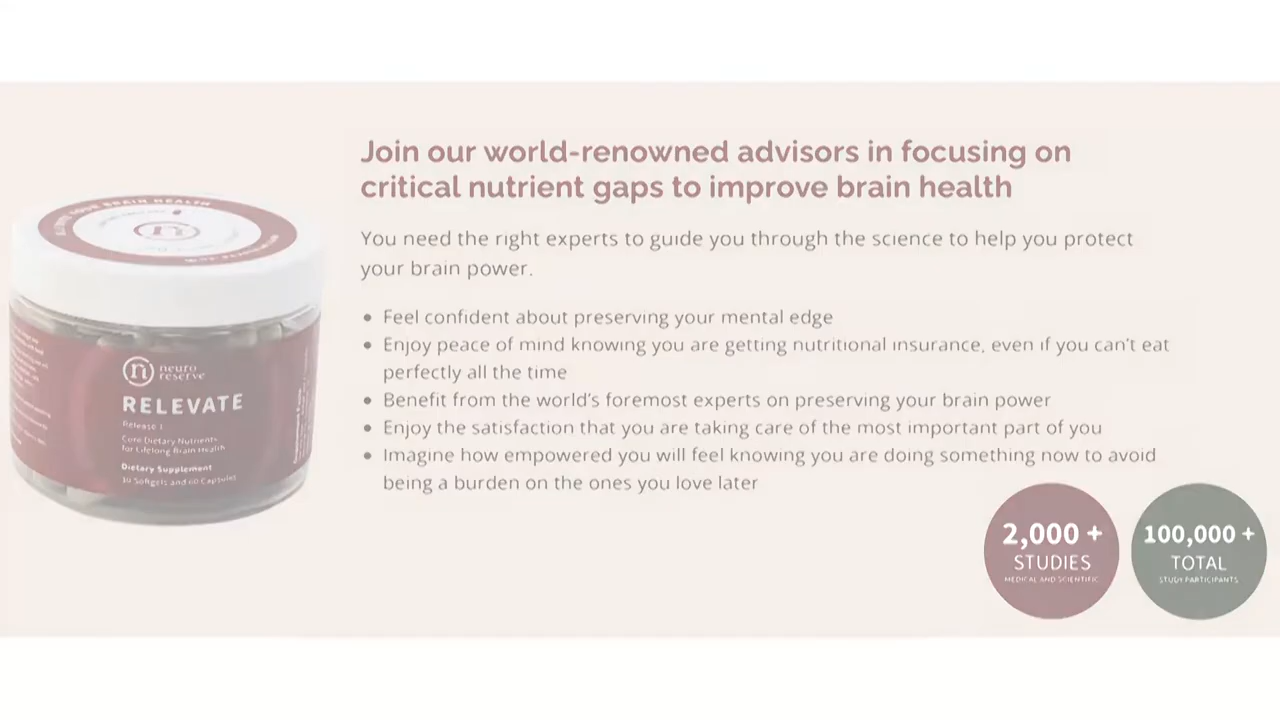 Join our world-renowned advisors in focusing on
critical nutrient gaps to improve brain health
You need the right experts to guide you through the science to help you protect
your brain power.
• Feel confident about preserving your mental edge
• Enjoy peace of mind knowing you are getting nutritional insurance, even if you can't eat
perfectly all the time
• Benefit from the world's foremost experts on preserving your brain power
• Enjoy the satisfaction that you are taking care of the most important part of you
• Imagine how empowered you will feel knowing you are doing something now to avoid
being a burden on the ones you love later
YOUR BRAIN HEALTH
neuro
reserve
RELEVATE
Release 1
Core Dietary Nutrients
for Lifelong Brain Health
Dietary Supplement
30 Softgels and 60 Capsules
2,000 +
STUDIES
MEDICAL AND SCIENTIFIC
100,000 +
TOTAL
STUDY PARTICIPANTS